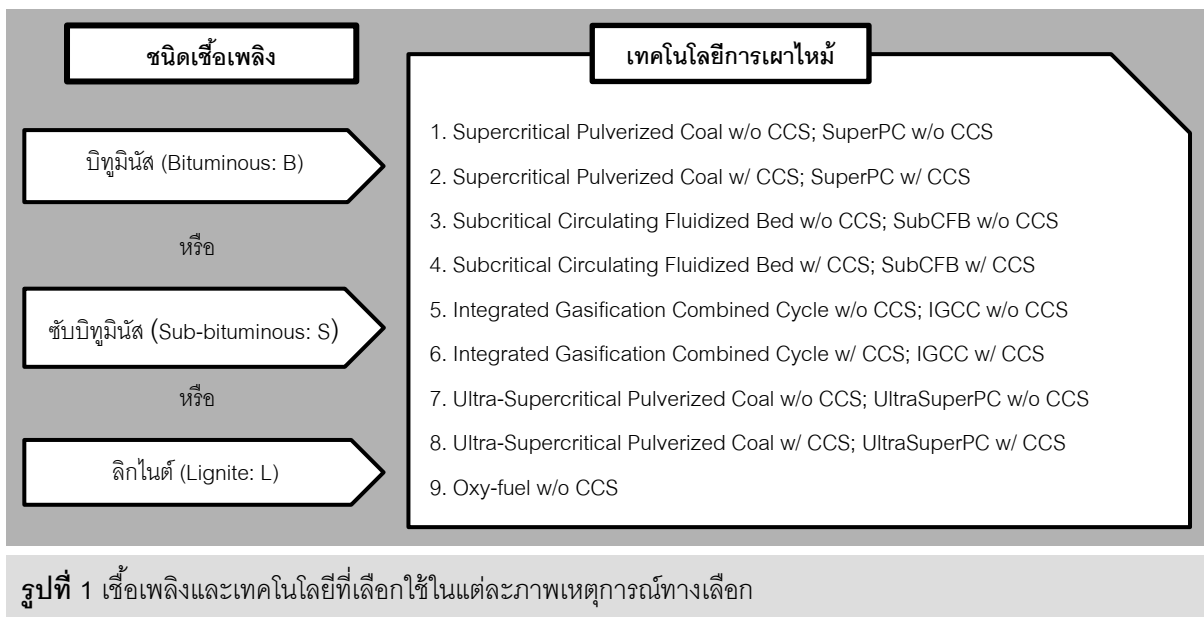 ชนิดเชื้อเพลิง
บิทูมินัส (Bituminous: B)
หรือ
ซับบิทูมินัส (Sub-bituminous: S)
หรือ
ลิกไนต์ (Lignite: L)
เทคโนโลยีการเผาไหม้
1. Supercritical Pulverized Coal w/o CCS; SuperPC w/o CCS
2. Supercritical Pulverized Coal w/ CCS; SuperPC w/ CCS
3. Subcritical Circulating Fluidized Bed w/o CCS; SubCFB w/o CCS
4. Subcritical Circulating Fluidized Bed w/ CCS; SubCFB w/ CCS
5. Integrated Gasification Combined Cycle w/o CCS; IGCC w/o CCS
6. Integrated Gasification Combined Cycle w/ CCS; IGCC w/ CCS
7. Ultra-Supercritical Pulverized Coal w/o CCS; UltraSuperPC w/o CCS
8. Ultra-Supercritical Pulverized Coal w/ CCS; UltraSuperPC w/ CCS
9. Oxy-fuel w/o CCS
รูปที่ 1 เชื้อเพลิงและเทคโนโลยีที่เลือกใช้ในแต่ละภาพเหตุการณ์ทางเลือก